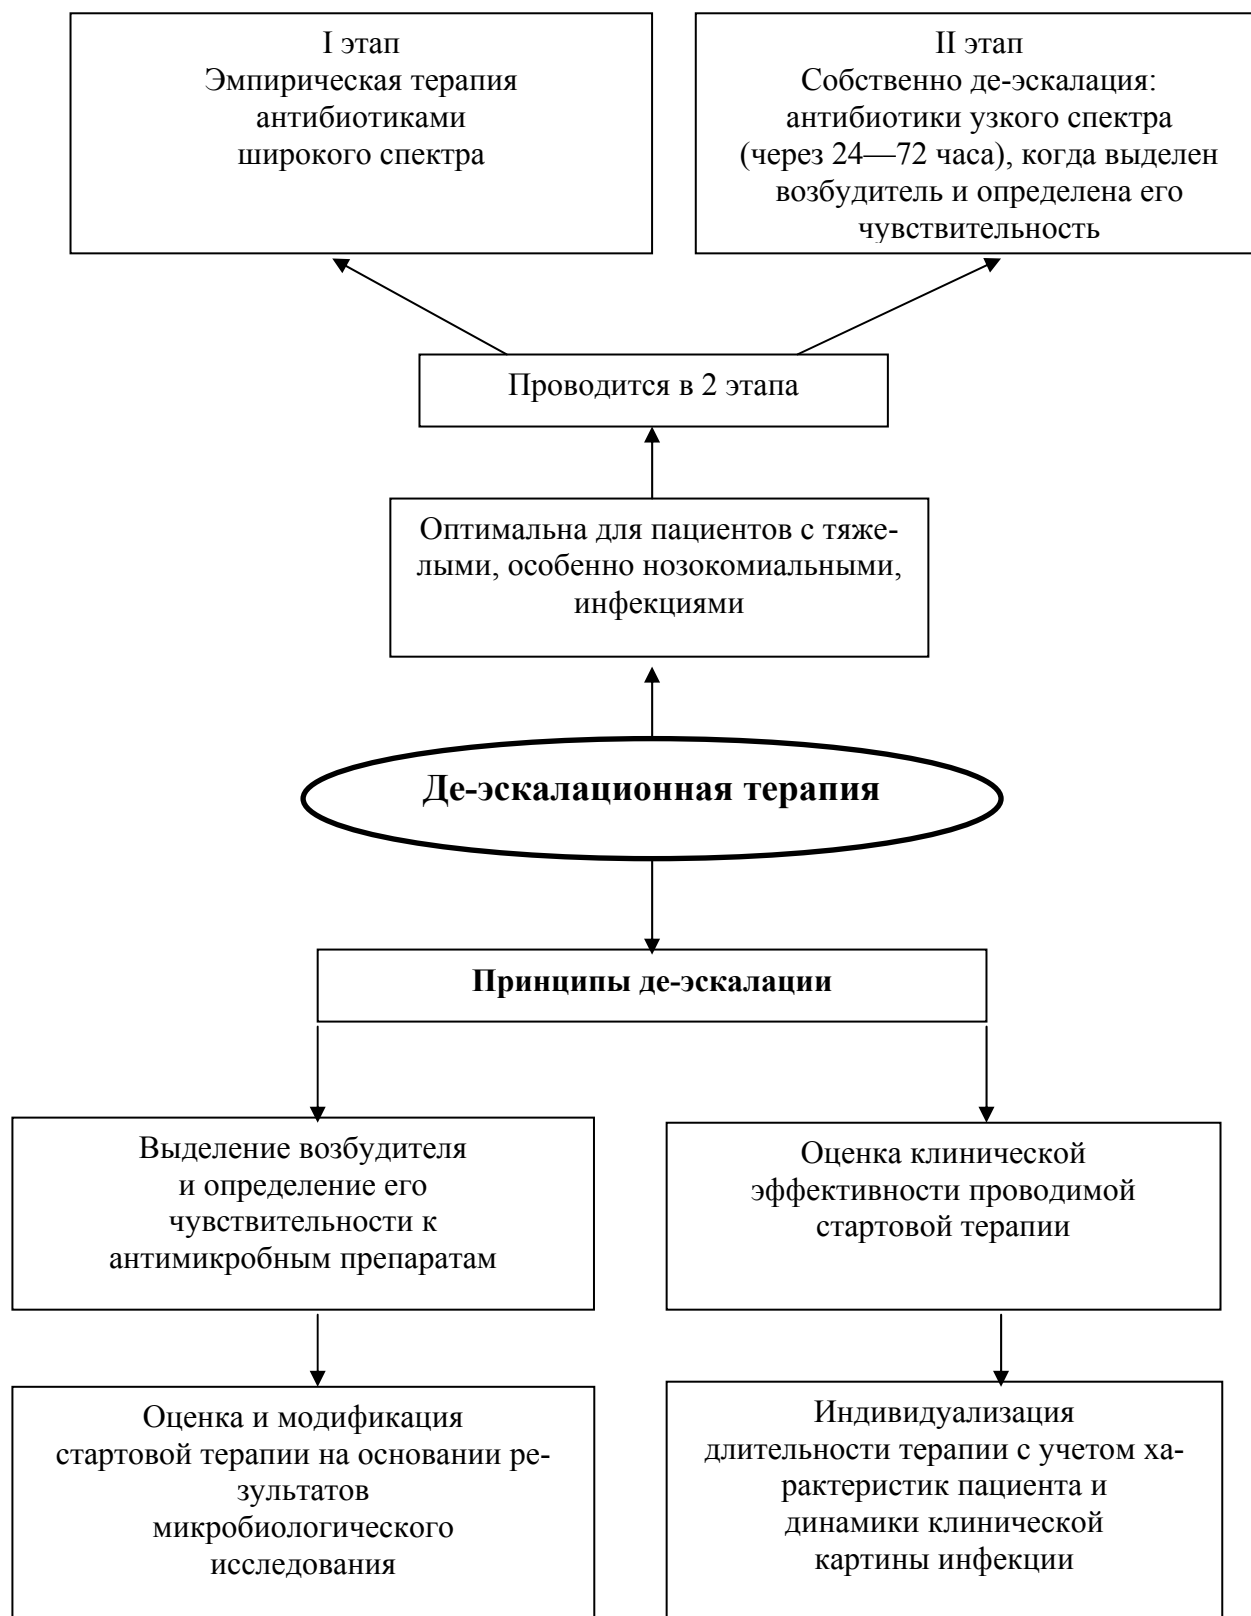 I этап
Эмпирическая терапия
антибиотиками
широкого спектра
II этап
Собственно де-эскалация:
антибиотики узкого спектра
(через 24—72 часа), когда выделен
возбудитель и определена его
чувствительность
Проводится в 2 этапа
Оптимальна для пациентов с тяже-
лыми, особенно нозокомиальными,
инфекциями
Де-эскалационная терапия
Принципы де-эскалации
Выделение возбудителя
и определение его
чувствительности к
антимикробным препаратам
Оценка клинической
эффективности проводимой
стартовой терапии
Оценка и модификация
стартовой терапии на основании ре-
зультатов
микробиологического
исследования
Индивидуализация
длительности терапии с учетом ха-
рактеристик пациента и
динамики клинической
картины инфекции